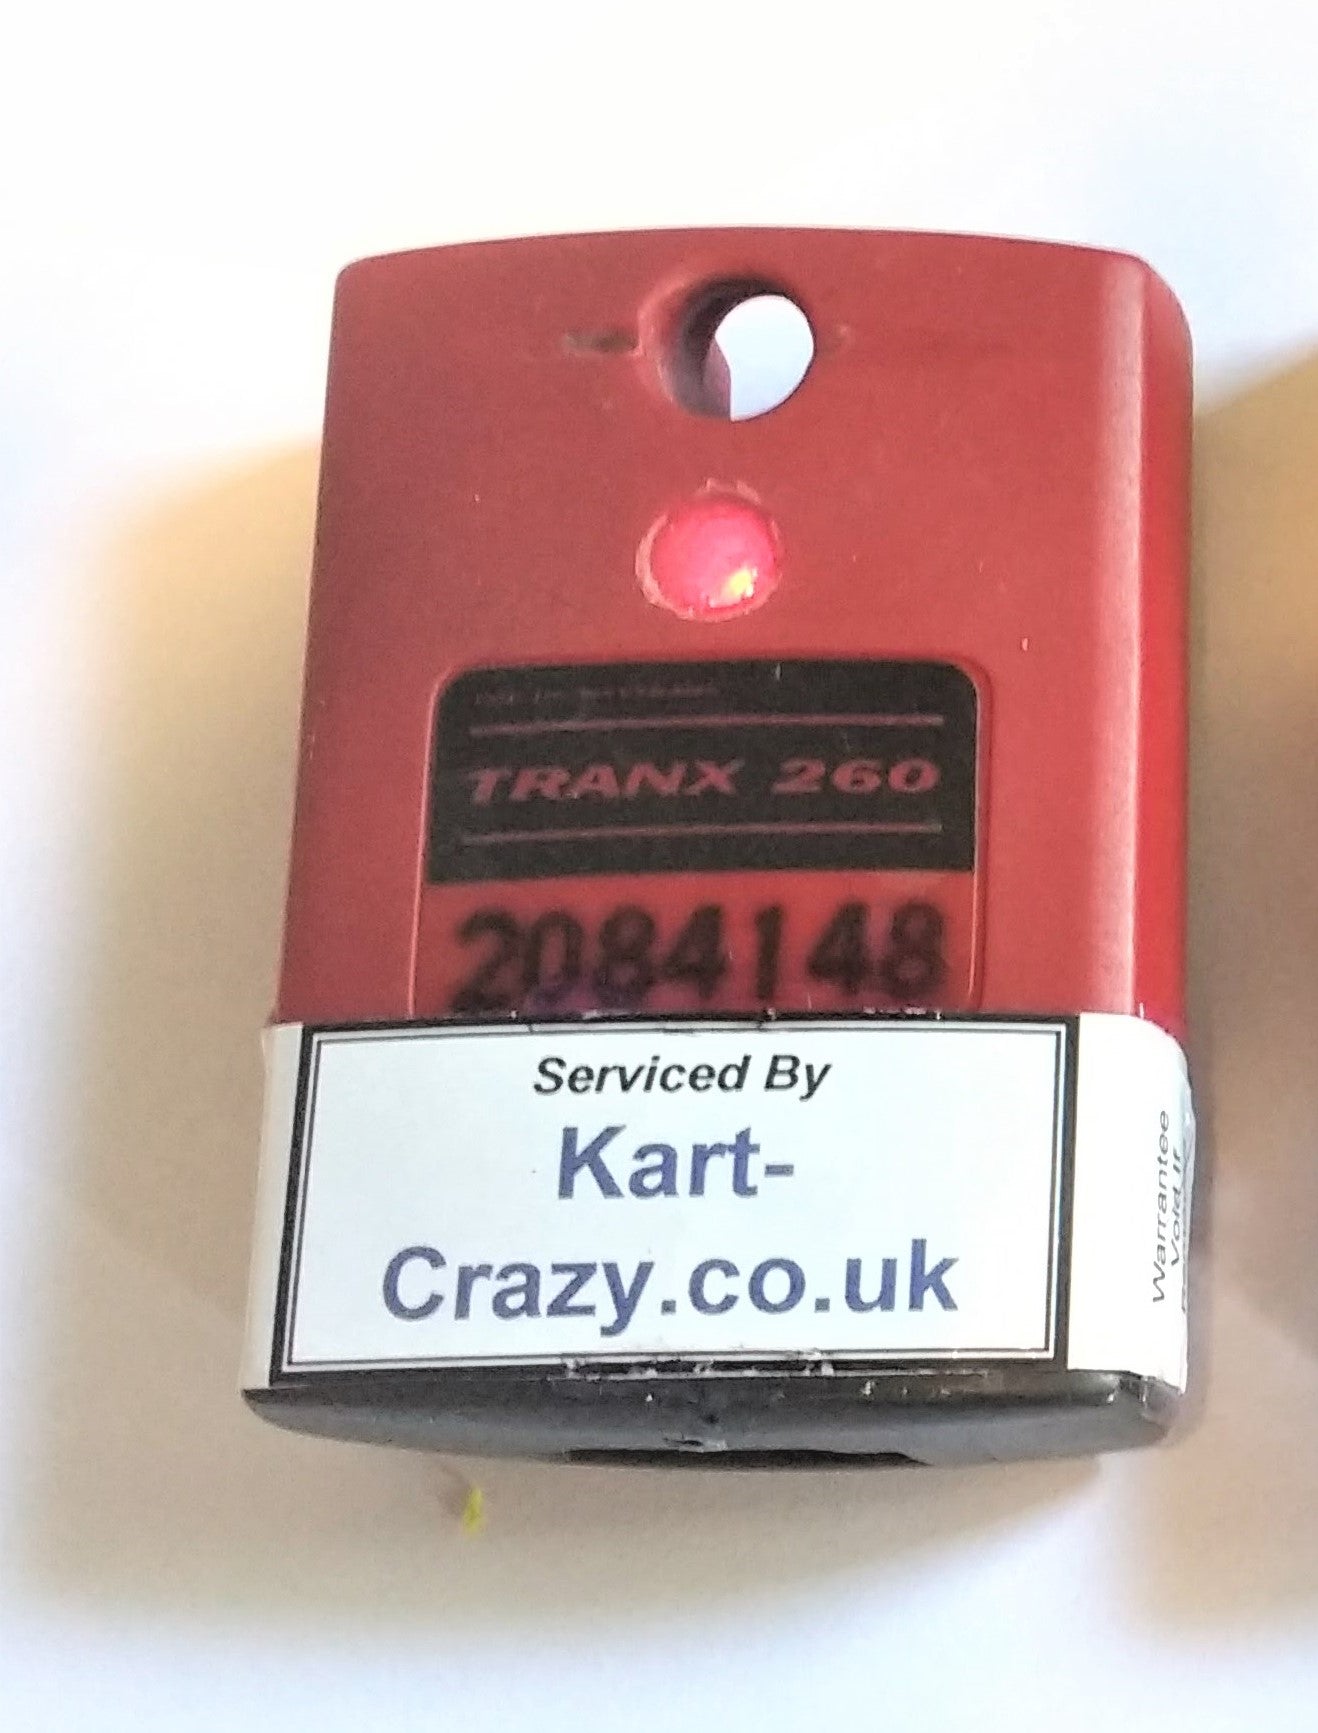 TRANX 260
2084148
Serviced By
Kart-
Crazy.co.uk
Warrantee
Void If